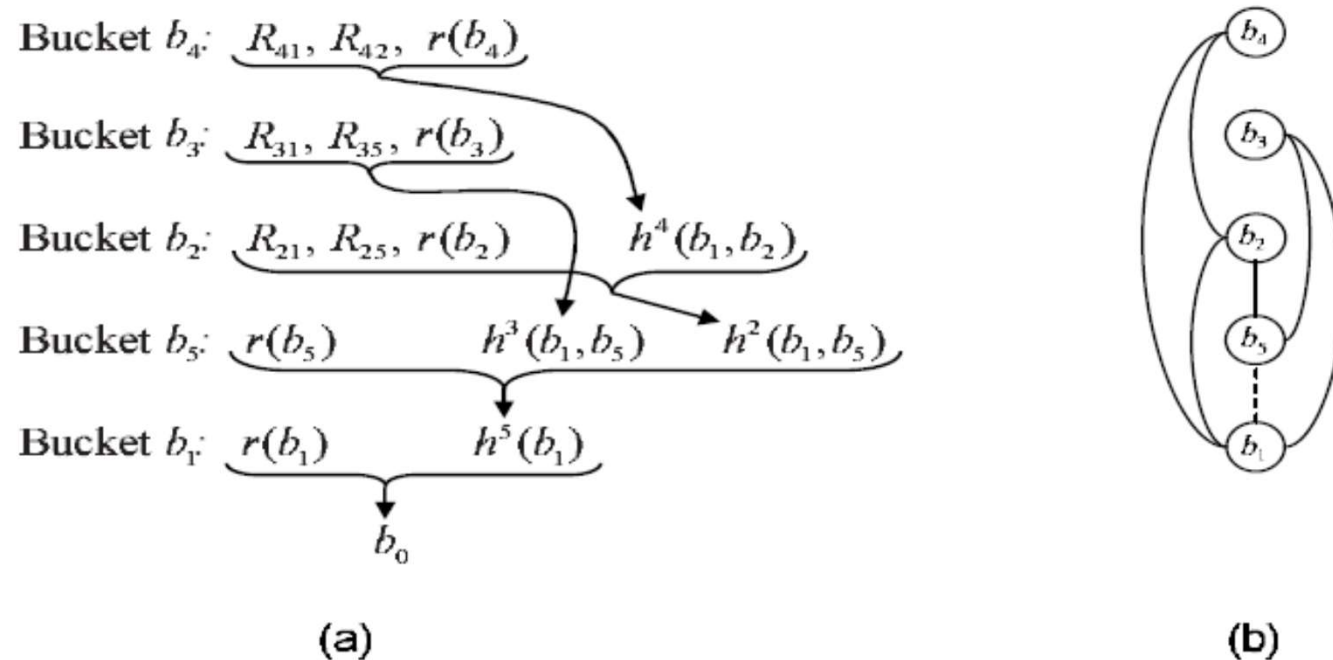 Bucket b₄: R₄₁, R₄₂, r(b₄)
Bucket b₃: R₃₁, R₃₅, r(b₃)
Bucket b₂: R₂₁, R₂₅, r(b₂) h⁴(b₁,b₂)
Bucket b₅: r(b₅) h³(b₁,b₅) h²(b₁,b₅)
Bucket b₁: r(b₁) h⁵(b₁)
b₀
(a)
b₄
b₃
b₂
b₅
b₁
(b)